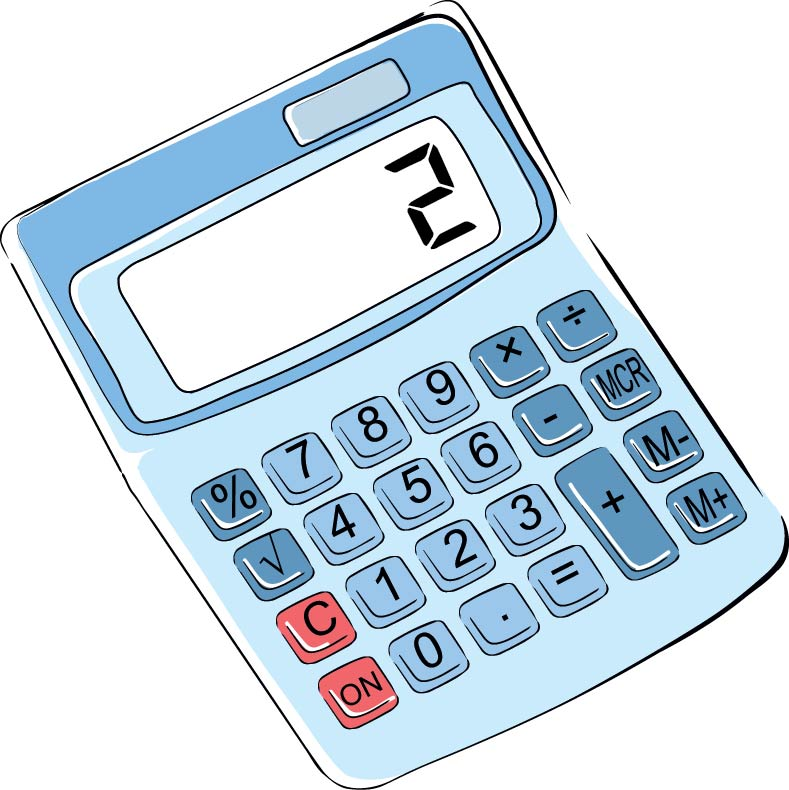 2
% 7 8 9 × ÷
√ 4 5 6 - MCR
C 1 2 3 + M-
ON 0 . = M+